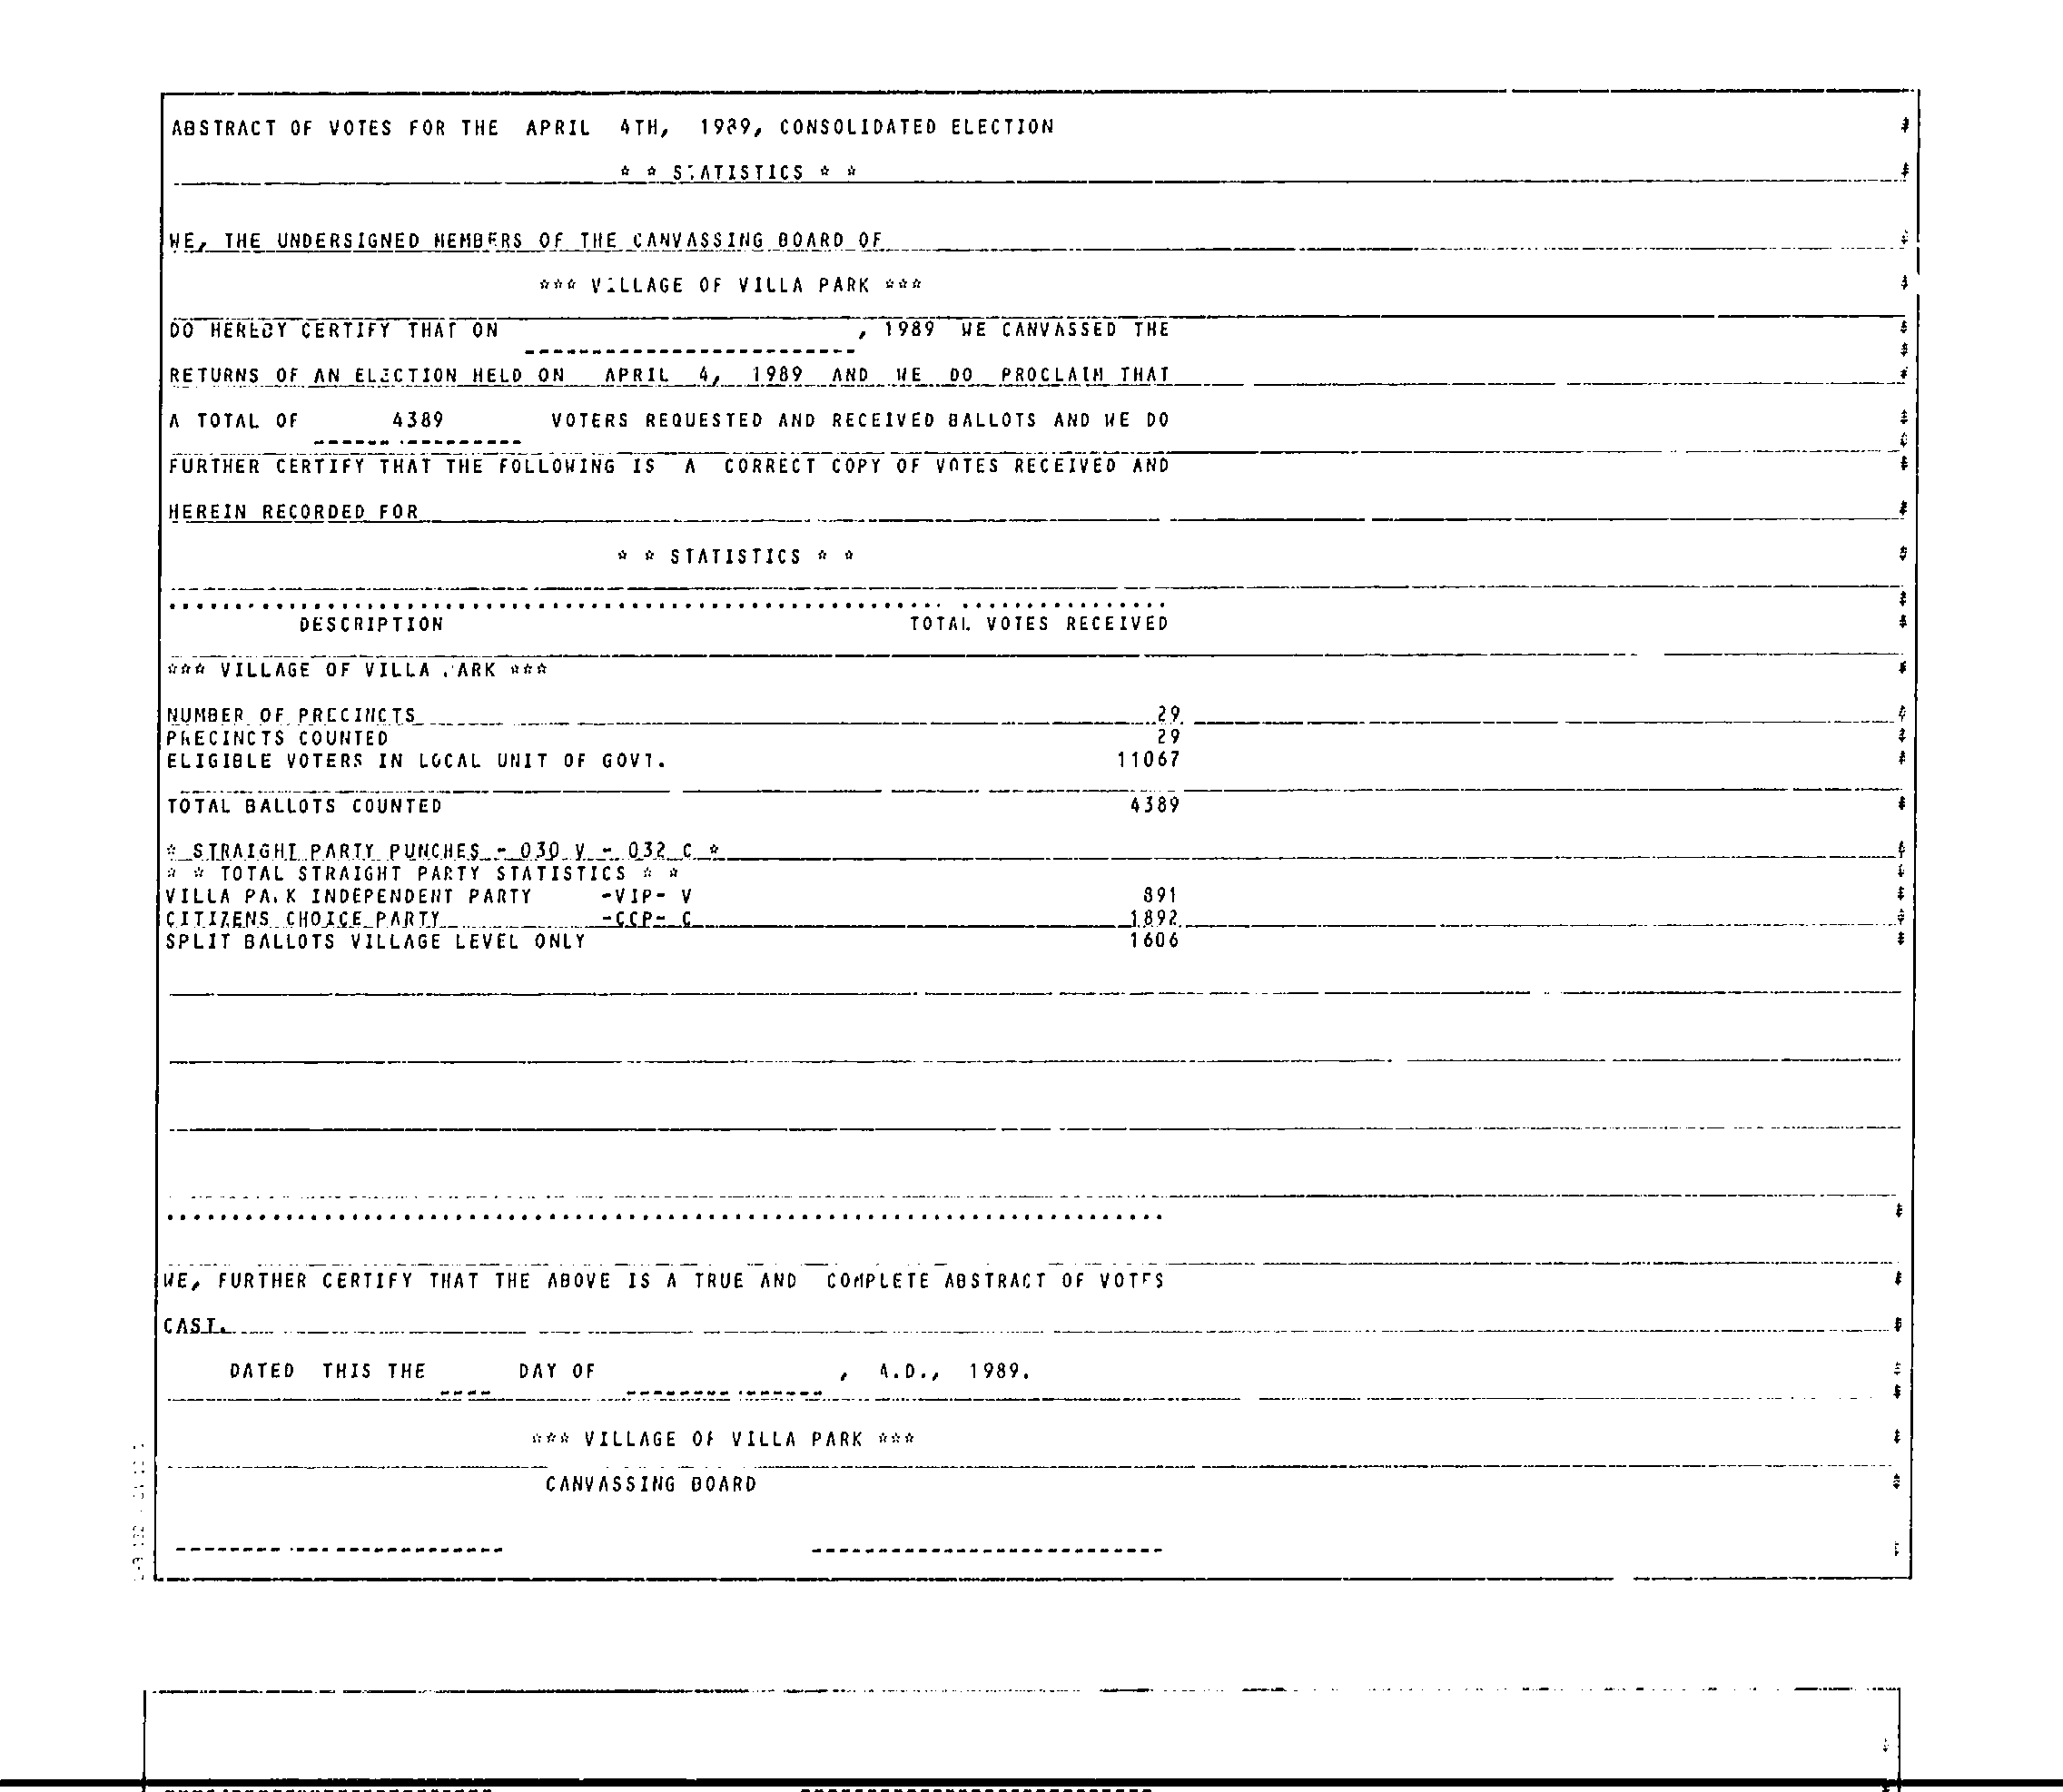 ABSTRACT OF VOTES FOR THE APRIL 4TH, 1989, CONSOLIDATED ELECTION
* * STATISTICS * *
WE, THE UNDERSIGNED MEMBERS OF THE CANVASSING BOARD OF
*** VILLAGE OF VILLA PARK ***
DO HEREBY CERTIFY THAT ON , 1989 WE CANVASSED THE
RETURNS OF AN ELECTION HELD ON APRIL 4, 1989 AND WE DO PROCLAIM THAT
A TOTAL OF 4389 VOTERS REQUESTED AND RECEIVED BALLOTS AND WE DO
FURTHER CERTIFY THAT THE FOLLOWING IS A CORRECT COPY OF VOTES RECEIVED AND
HEREIN RECORDED FOR
* * STATISTICS * *
DESCRIPTION TOTAL VOTES RECEIVED
*** VILLAGE OF VILLA PARK ***
NUMBER OF PRECINCTS 29
PRECINCTS COUNTED 29
ELIGIBLE VOTERS IN LOCAL UNIT OF GOVT. 11067
TOTAL BALLOTS COUNTED 4389
* STRAIGHT PARTY PUNCHES - 030 V - 032 C *
* * TOTAL STRAIGHT PARTY STATISTICS * *
VILLA PARK INDEPENDENT PARTY -VIP- V 891
CITIZENS CHOICE PARTY -CCP- C 1892
SPLIT BALLOTS VILLAGE LEVEL ONLY 1606
WE, FURTHER CERTIFY THAT THE ABOVE IS A TRUE AND COMPLETE ABSTRACT OF VOTES
CAST.
DATED THIS THE DAY OF , A.D., 1989.
*** VILLAGE OF VILLA PARK ***
CANVASSING BOARD